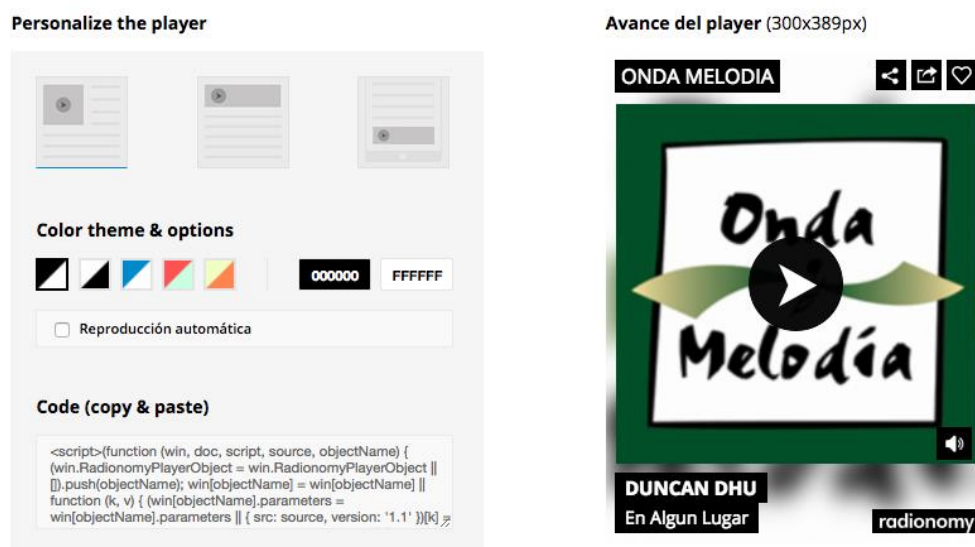 Personalize the player
Color theme & options
000000 FFFFFF
Reproducción automática
Code (copy & paste)
<script>(function (win, doc, script, source, objectName) {
(win.RadionomyPlayerObject = win.RadionomyPlayerObject ||
[]).push(objectName); win[objectName] = win[objectName] ||
function (k, v) { (win[objectName].parameters =
win[objectName].parameters || { src: source, version: '1.1' })[k] =
Avance del player (300x389px)
ONDA MELODIA
Onda
Melodía
DUNCAN DHU
En Algun Lugar
radionomy